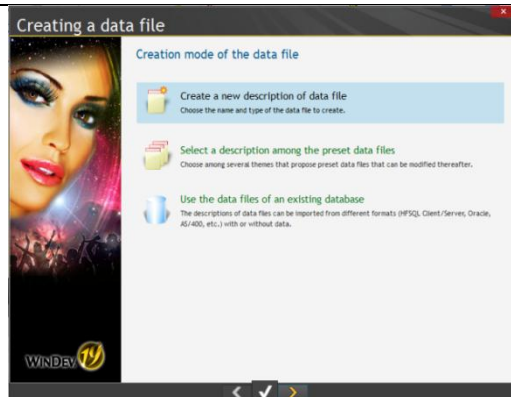 Creating a data file
Creation mode of the data file
Create a new description of data file
Choose the name and type of the data file to create.
Select a description among the preset data files
Choose among several themes that propose preset data files that can be modified thereafter.
Use the data files of an existing database
The descriptions of data files can be imported from different formats (HFSQL Client/Server, Oracle,
AS/400, etc.) with or without data.
WINDEV 19